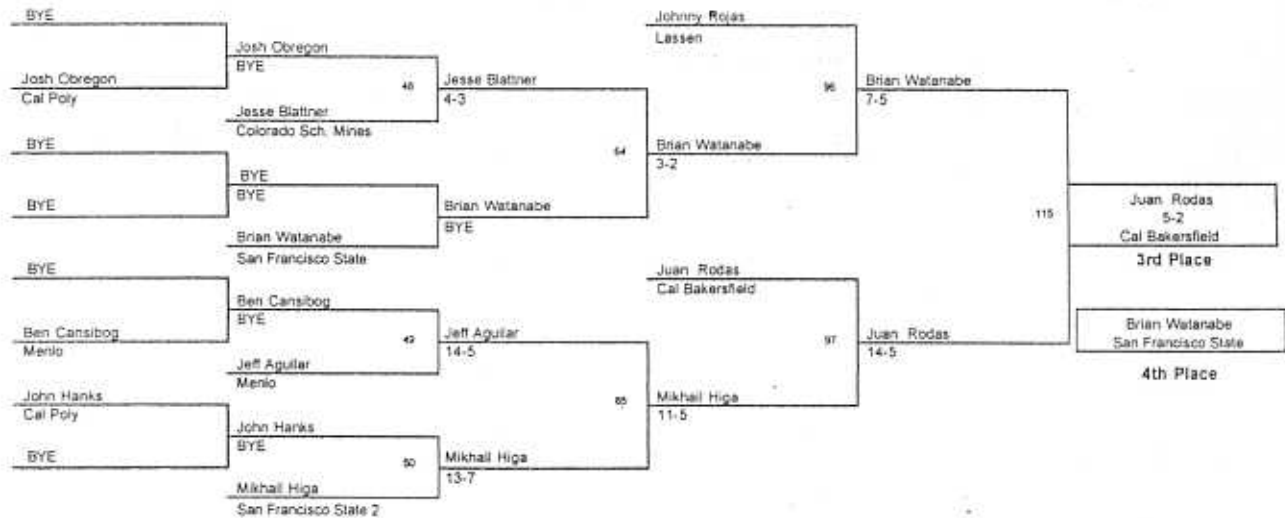 BYE
Josh Obregon
Cal Poly
BYE
BYE
BYE
Ben Cansibog
Menlo
John Hanks
Cal Poly
BYE
Josh Obregon
BYE
48
Jesse Blattner
Colorado Sch. Mines
BYE
BYE
Brian Watanabe
San Francisco State
Ben Cansibog
BYE
49
Jeff Aguilar
Menlo
John Hanks
BYE
50
Mikhail Higa
San Francisco State 2
Jesse Blattner
4-3
64
Brian Watanabe
BYE
Jeff Aguilar
14-5
65
Mikhail Higa
13-7
Johnny Rojas
Lassen
96
Brian Watanabe
3-2
Juan Rodas
Cal Bakersfield
97
Mikhail Higa
11-5
Brian Watanabe
7-5
115
Juan Rodas
14-5
Juan Rodas
5-2
Cal Bakersfield
3rd Place
Brian Watanabe
San Francisco State
4th Place